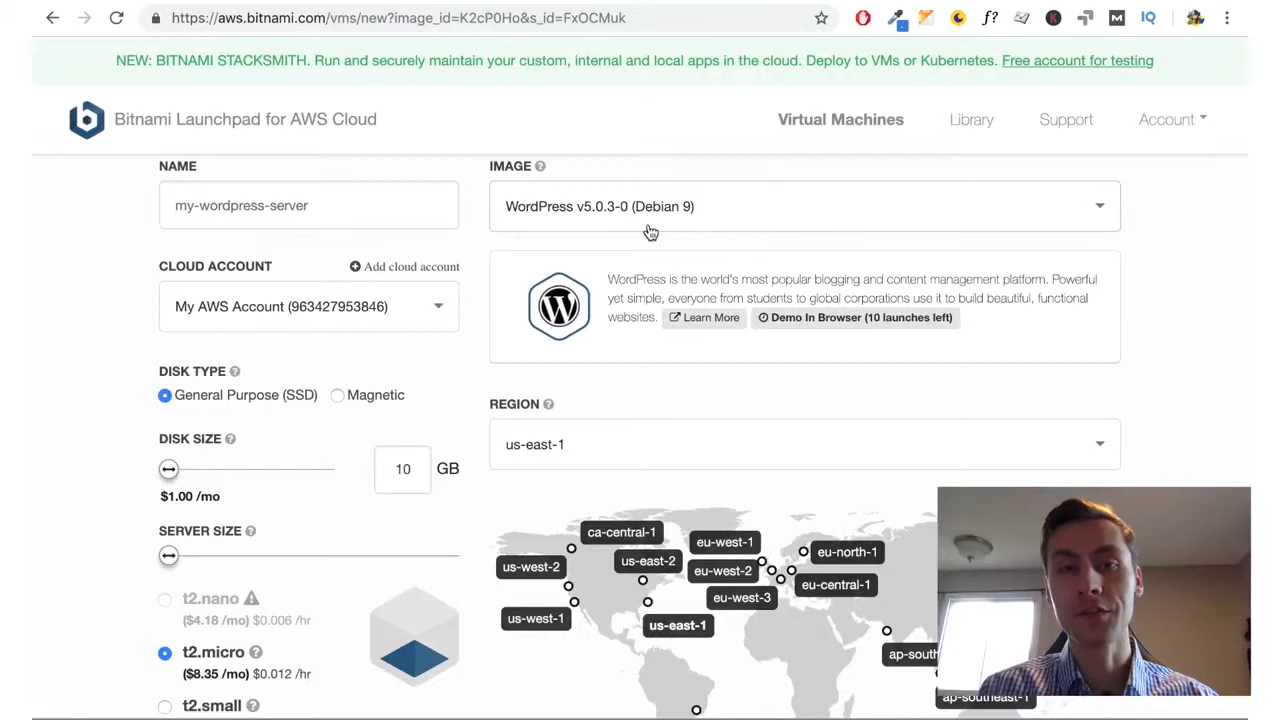 https://aws.bitnami.com/vms/new?image_id=K2cP0Ho&s_id=FxOCMuk
NEW: BITNAMI STACKSMITH. Run and securely maintain your custom, internal and local apps in the cloud. Deploy to VMs or Kubernetes. Free account for testing
Bitnami Launchpad for AWS Cloud
Virtual Machines
Library
Support
Account
NAME
my-wordpress-server
CLOUD ACCOUNT
Add cloud account
My AWS Account (963427953846)
DISK TYPE
General Purpose (SSD)
Magnetic
DISK SIZE
10 GB
$1.00 /mo
SERVER SIZE
t2.nano
($4.18 /mo) $0.006 /hr
t2.micro
($8.35 /mo) $0.012 /hr
t2.small
IMAGE
WordPress v5.0.3-0 (Debian 9)
WordPress is the world's most popular blogging and content management platform. Powerful
yet simple, everyone from students to global corporations use it to build beautiful, functional
websites. Learn More Demo In Browser (10 launches left)
REGION
us-east-1
ca-central-1
eu-west-1
eu-north-1
us-west-2
us-east-2
eu-west-2
eu-central-1
eu-west-3
us-west-1
us-east-1
ap-southeast-1